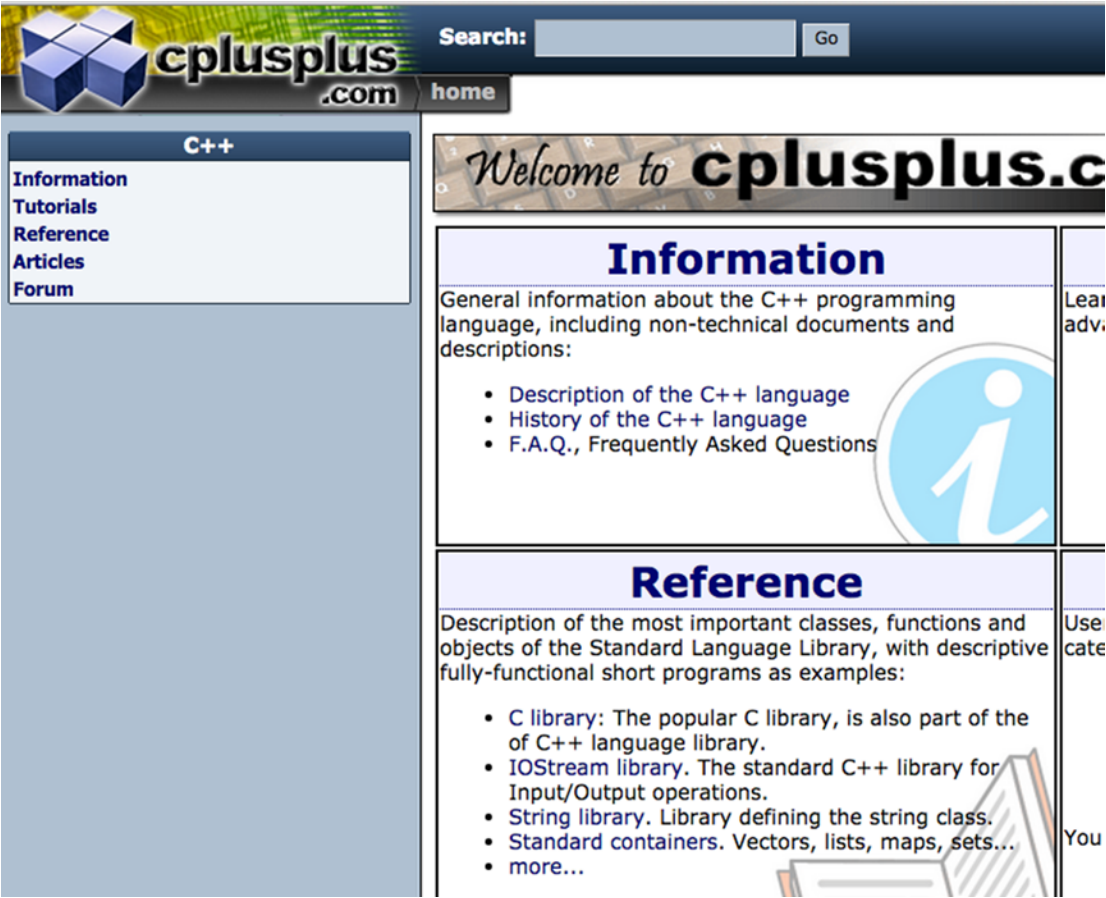 cplusplus
.com
Search:
Go
home
C++
Information
Tutorials
Reference
Articles
Forum
Welcome to cplusplus.c
Information
General information about the C++ programming
language, including non-technical documents and
descriptions:
• Description of the C++ language
• History of the C++ language
• F.A.Q., Frequently Asked Questions
Lear
adva
Reference
Description of the most important classes, functions and
objects of the Standard Language Library, with descriptive
fully-functional short programs as examples:
• C library: The popular C library, is also part of the
of C++ language library.
• IOStream library. The standard C++ library for
Input/Output operations.
• String library. Library defining the string class.
• Standard containers. Vectors, lists, maps, sets...
• more...
User
cate
You